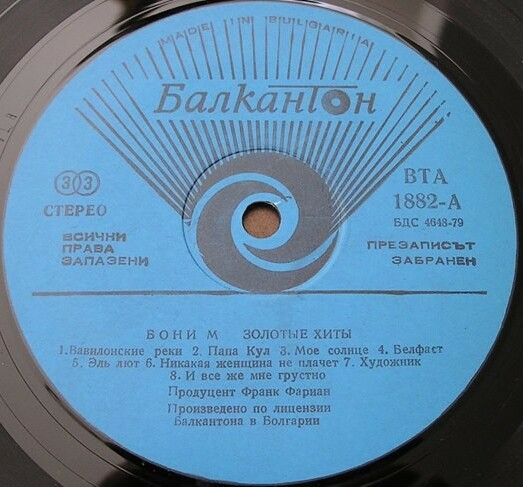 MADE IN BULGARIA
Балкантон
33
СТЕРЕО
ВСИЧНИ
ПРАВА
ЗАПАЗЕНИ
ВТА
1882-А
БДС 4648-79
ПРЕЗАПИСЪТ
ЗАБРАНЕН
БОНИ М ЗОЛОТЫЕ ХИТЫ
1. Вавилонские реки 2. Папа Кул 3. Мое солнце 4. Белфаст
5. Эль лют 6. Никакая женщина не плачет 7. Художник
8. И все же мне грустно
Продуцент Франк Фариан
Произведено по лицензии
Балкантона в Болгарии